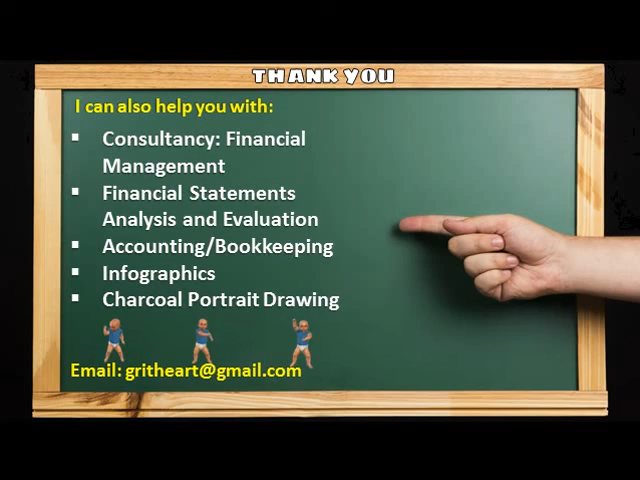 THANK YOU
I can also help you with:
▪ Consultancy: Financial
Management
▪ Financial Statements
Analysis and Evaluation
▪ Accounting/Bookkeeping
▪ Infographics
▪ Charcoal Portrait Drawing
Email: gritheart@gmail.com